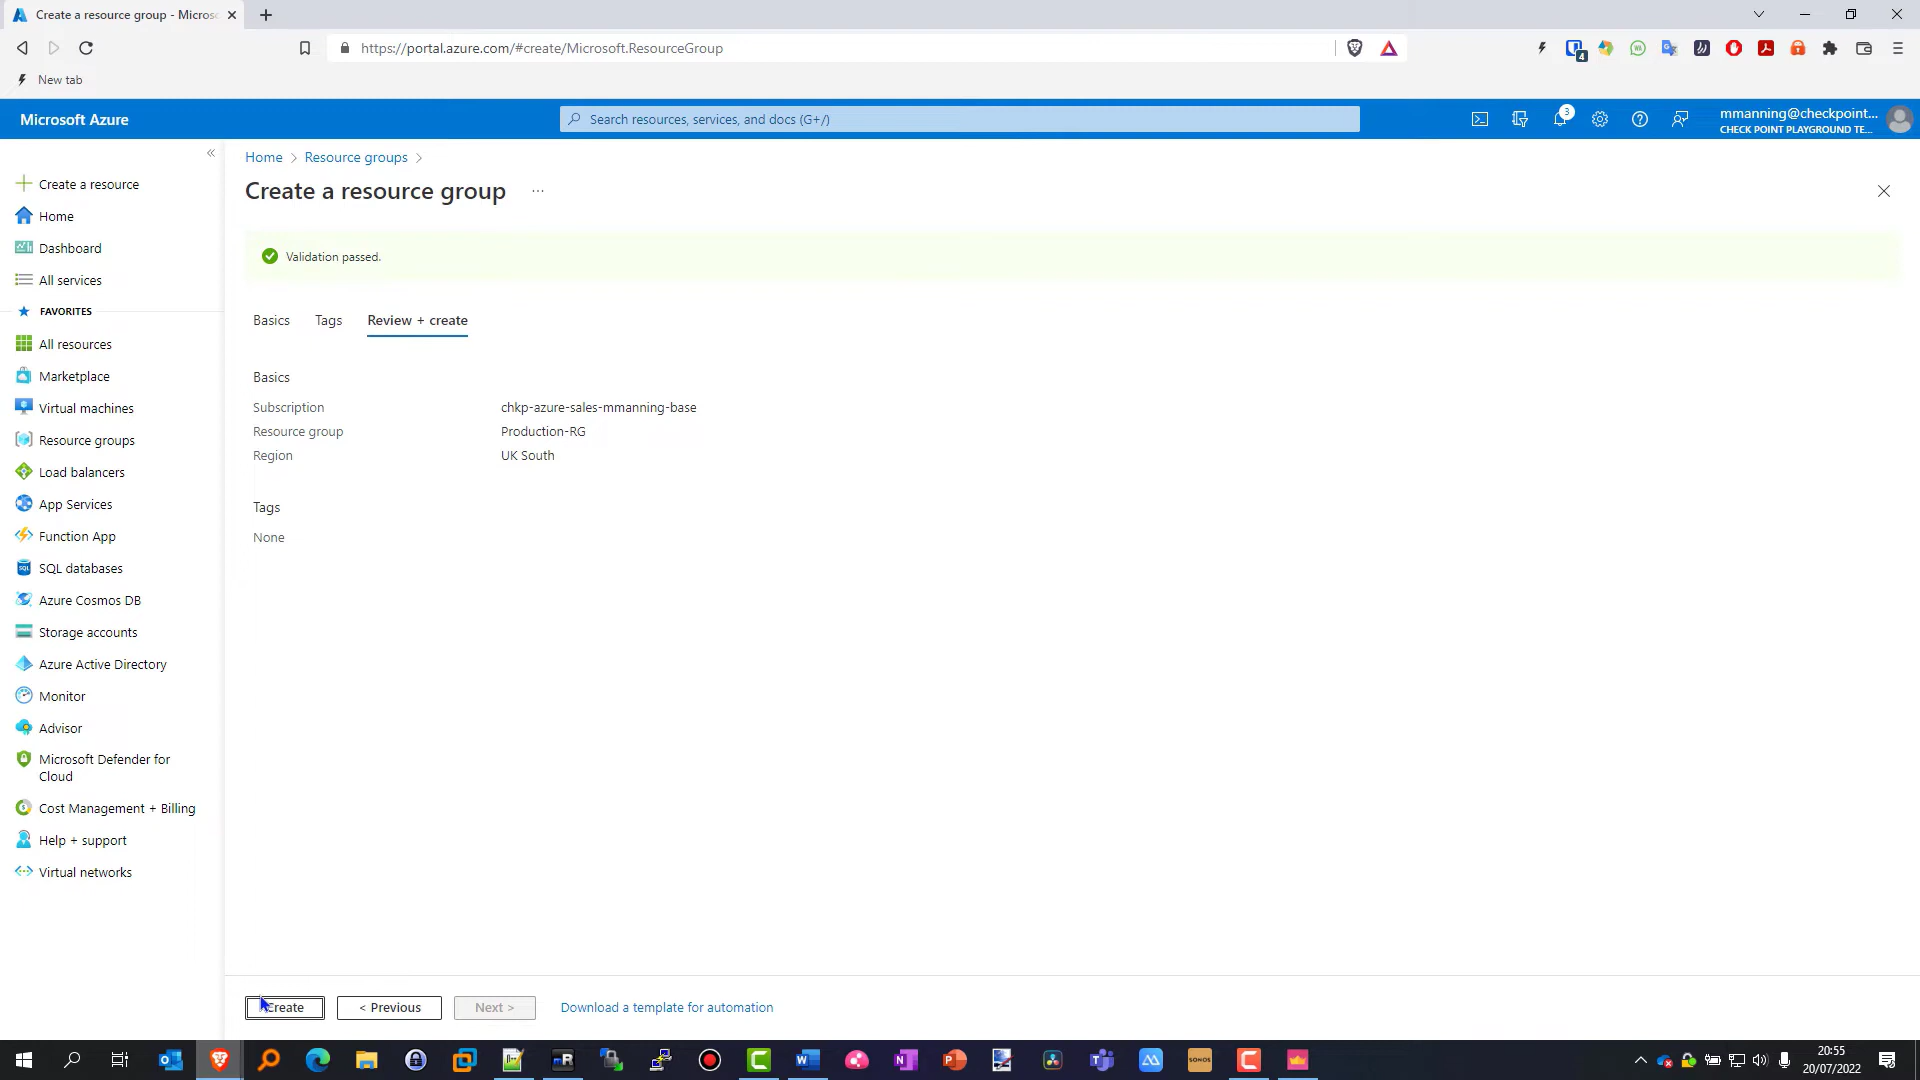 Create a resource group - Micros
New tab
https://portal.azure.com/#create/Microsoft.ResourceGroup
4
Microsoft Azure
Search resources, services, and docs (G+/)
3
mmanning@checkpoint...
CHECK POINT PLAYGROUND TE...
Create a resource
Home
Dashboard
All services
FAVORITES
All resources
Marketplace
Virtual machines
Resource groups
Load balancers
App Services
Function App
SQL databases
Azure Cosmos DB
Storage accounts
Azure Active Directory
Monitor
Advisor
Microsoft Defender for
Cloud
Cost Management + Billing
Help + support
Virtual networks
Home > Resource groups >
Create a resource group ...
Validation passed.
Basics Tags Review + create
Basics
Subscription chkp-azure-sales-mmanning-base
Resource group Production-RG
Region UK South
Tags
None
Create < Previous Next > Download a template for automation
SONOS
20:55
20/07/2022